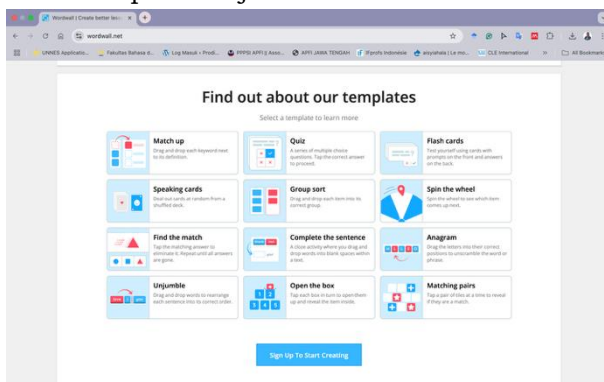 Wordwall | Create better less
wordwall.net
UNNES Applicatio...
Fakultas Bahasa d...
Log Masuk - Prodi...
PPPSI APFI || Asso...
APFI JAWA TENGAH
Find out about our templates
Select a template to learn more
Match up
Drag and drop each keyword next
to its definition.
Quiz
A series of multiple choice
questions. Tap the correct answer
to proceed.
Flash cards
Test yourself using cards with
prompts on the front and answers
on the back.
Speaking cards
Deal out cards at random from a
shuffled deck.
Group sort
Drag and drop each item into its
correct group.
Spin the wheel
Spin the wheel to see which item
comes up next.
Find the match
Tap the matching answer to
eliminate it. Repeat until all answers
are gone.
Complete the sentence
A cloze activity where you drag and
drop words into blank spaces within
a text.
Anagram
Drag the letters into their correct
positions to unscramble the word or
phrase.
Unjumble
Drag and drop words to rearrange
each sentence into its correct order.
Open the box
Tap each box in turn to open them
up and reveal the item inside.
Matching pairs
Tap a pair of tiles at a time to reveal
if they are a match.
Sign Up To Start Creating